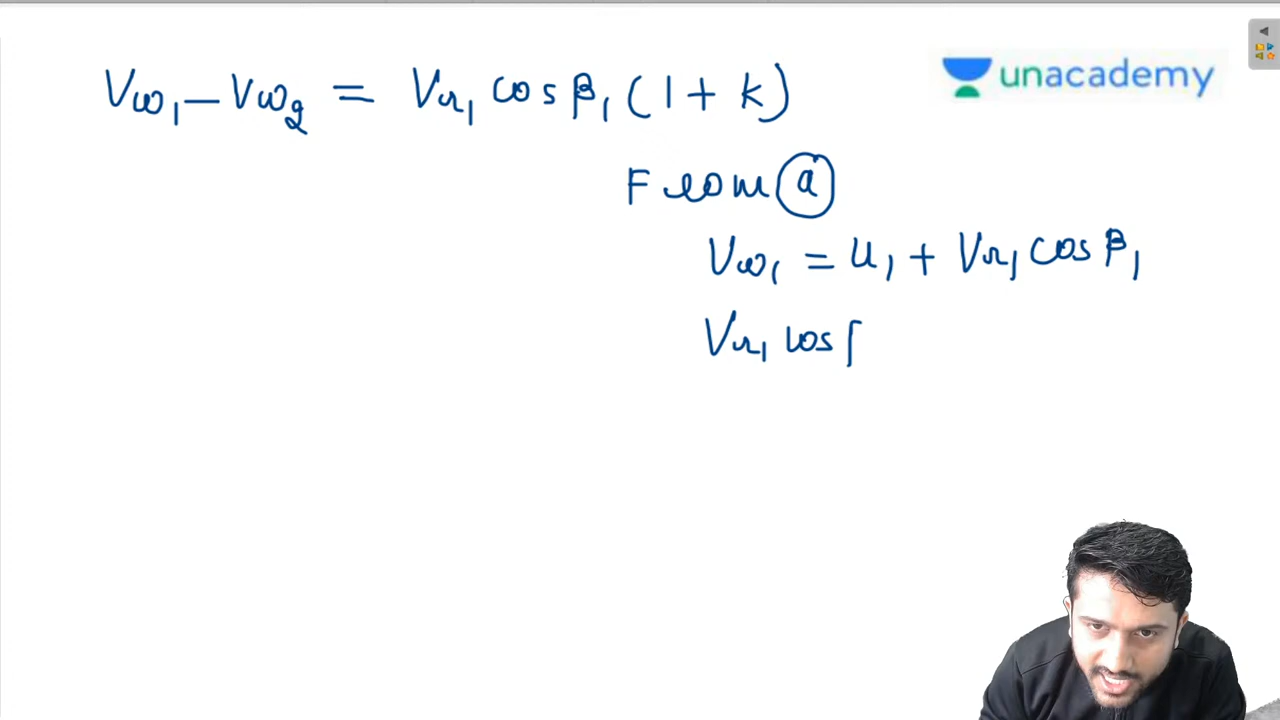 unacademy
Vw₁ – Vw₂ = Vr₁ cos β₁ (1 + k)
From ⓐ
Vw₁ = u₁ + Vr₁ cos β₁
Vr₁ cos